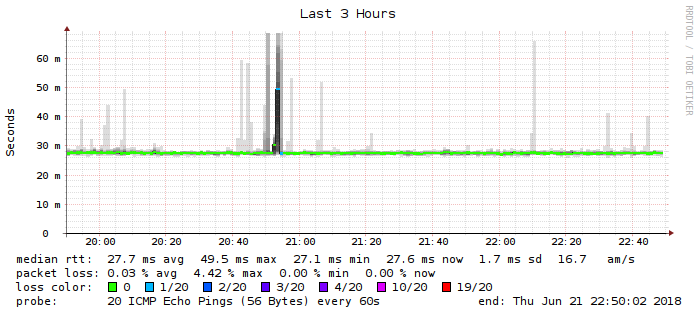 Last 3 Hours
RRDTOOL / TOBI OETIKER
Seconds
60 m
50 m
40 m
30 m
20 m
10 m
0
20:00 20:20 20:40 21:00 21:20 21:40 22:00 22:20 22:40
median rtt: 27.7 ms avg 49.5 ms max 27.1 ms min 27.6 ms now 1.7 ms sd 16.7 am/s
packet loss: 0.03 % avg 4.42 % max 0.00 % min 0.00 % now
loss color: 0 1/20 2/20 3/20 4/20 10/20 19/20
probe: 20 ICMP Echo Pings (56 Bytes) every 60s end: Thu Jun 21 22:50:02 2018